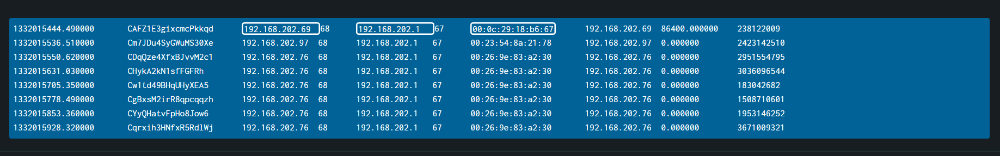 1332015444.490000 CAFZ1E3gixcmcPkkqd 192.168.202.69 68 192.168.202.1 67 00:0c:29:18:b6:67 192.168.202.69 86400.000000 238122009
1332015536.510000 Cm7JDu4SyGWuMS30Xe 192.168.202.97 68 192.168.202.1 67 00:23:54:8a:21:78 192.168.202.97 0.000000 2423142510
1332015550.620000 CDqQze4XfxBJvvM2c1 192.168.202.76 68 192.168.202.1 67 00:26:9e:83:a2:30 192.168.202.76 0.000000 2951554795
1332015631.030000 CHykA2kN1sfFGFRh 192.168.202.76 68 192.168.202.1 67 00:26:9e:83:a2:30 192.168.202.76 0.000000 3036096544
1332015705.350000 Cw1td49BHqUHyXEA5 192.168.202.76 68 192.168.202.1 67 00:26:9e:83:a2:30 192.168.202.76 0.000000 183042682
1332015778.490000 CgBxsM2irR8qpcqqzh 192.168.202.76 68 192.168.202.1 67 00:26:9e:83:a2:30 192.168.202.76 0.000000 1508710601
1332015853.360000 CYyQHatvFpHo8Jow6 192.168.202.76 68 192.168.202.1 67 00:26:9e:83:a2:30 192.168.202.76 0.000000 1953146252
1332015928.320000 Cqrxih3HNfxR5RdlWj 192.168.202.76 68 192.168.202.1 67 00:26:9e:83:a2:30 192.168.202.76 0.000000 3671009321